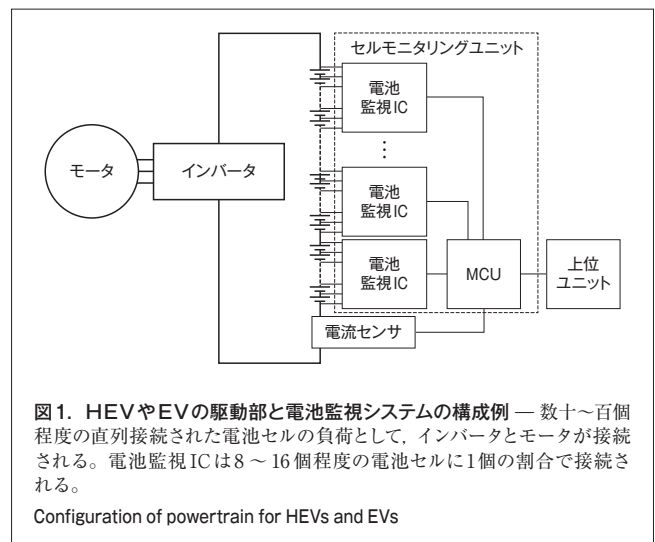 セルモニタリングユニット
電池
監視IC
⋮
電池
監視IC
電池
監視IC
モータ
インバータ
MCU
上位
ユニット
電流センサ
図1. HEVやEVの駆動部と電池監視システムの構成例 — 数十～百個
程度の直列接続された電池セルの負荷として，インバータとモータが接続
される。電池監視ICは8 ～ 16個程度の電池セルに1個の割合で接続さ
れる。
Configuration of powertrain for HEVs and EVs